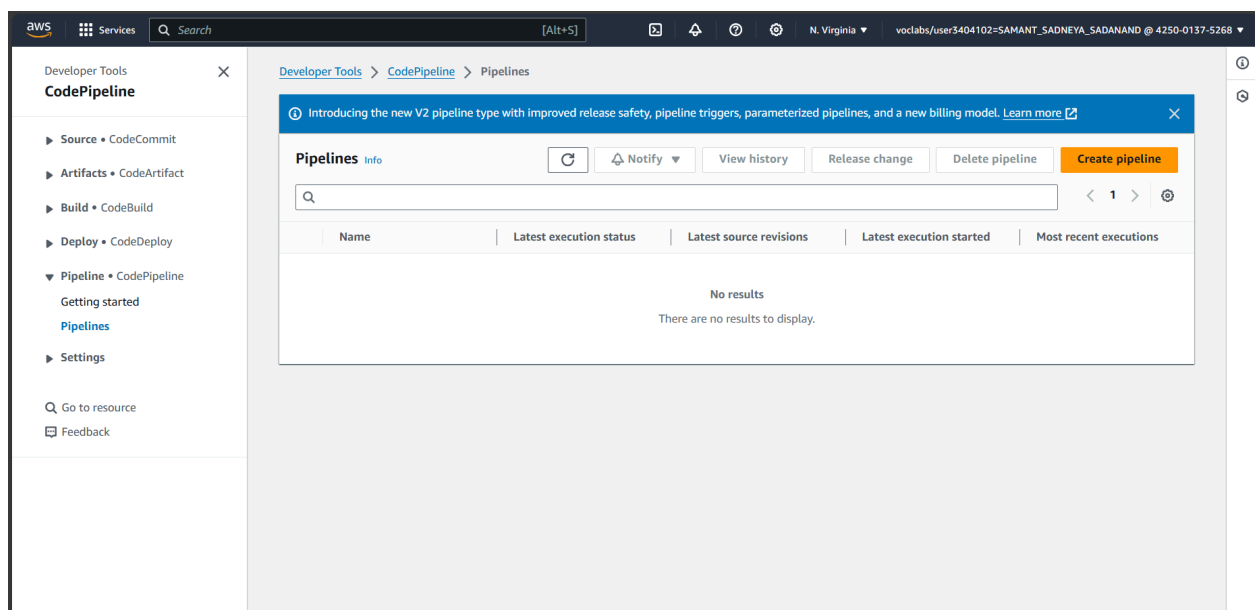 aws Services Search [Alt+S] N. Virginia voclabs/user3404102=SAMANT_SADNEYA_SADANAND @ 4250-0137-5268
Developer Tools
CodePipeline
Source • CodeCommit
Artifacts • CodeArtifact
Build • CodeBuild
Deploy • CodeDeploy
Pipeline • CodePipeline
Getting started
Pipelines
Settings
Go to resource
Feedback
Developer Tools > CodePipeline > Pipelines
Introducing the new V2 pipeline type with improved release safety, pipeline triggers, parameterized pipelines, and a new billing model. Learn more
Pipelines Info Notify View history Release change Delete pipeline Create pipeline
< 1 >
Name Latest execution status Latest source revisions Latest execution started Most recent executions
No results
There are no results to display.